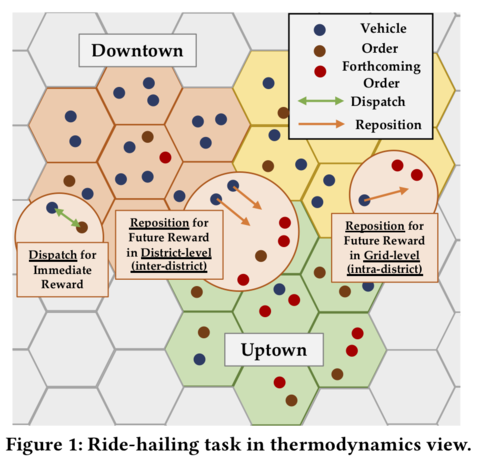 Downtown
Vehicle
Order
Forthcoming
Order
Dispatch
Reposition
Dispatch for
Immediate
Reward
Reposition for
Future Reward
in District-level
(inter-district)
Reposition for
Future Reward
in Grid-level
(intra-district)
Uptown
Figure 1: Ride-hailing task in thermodynamics view.